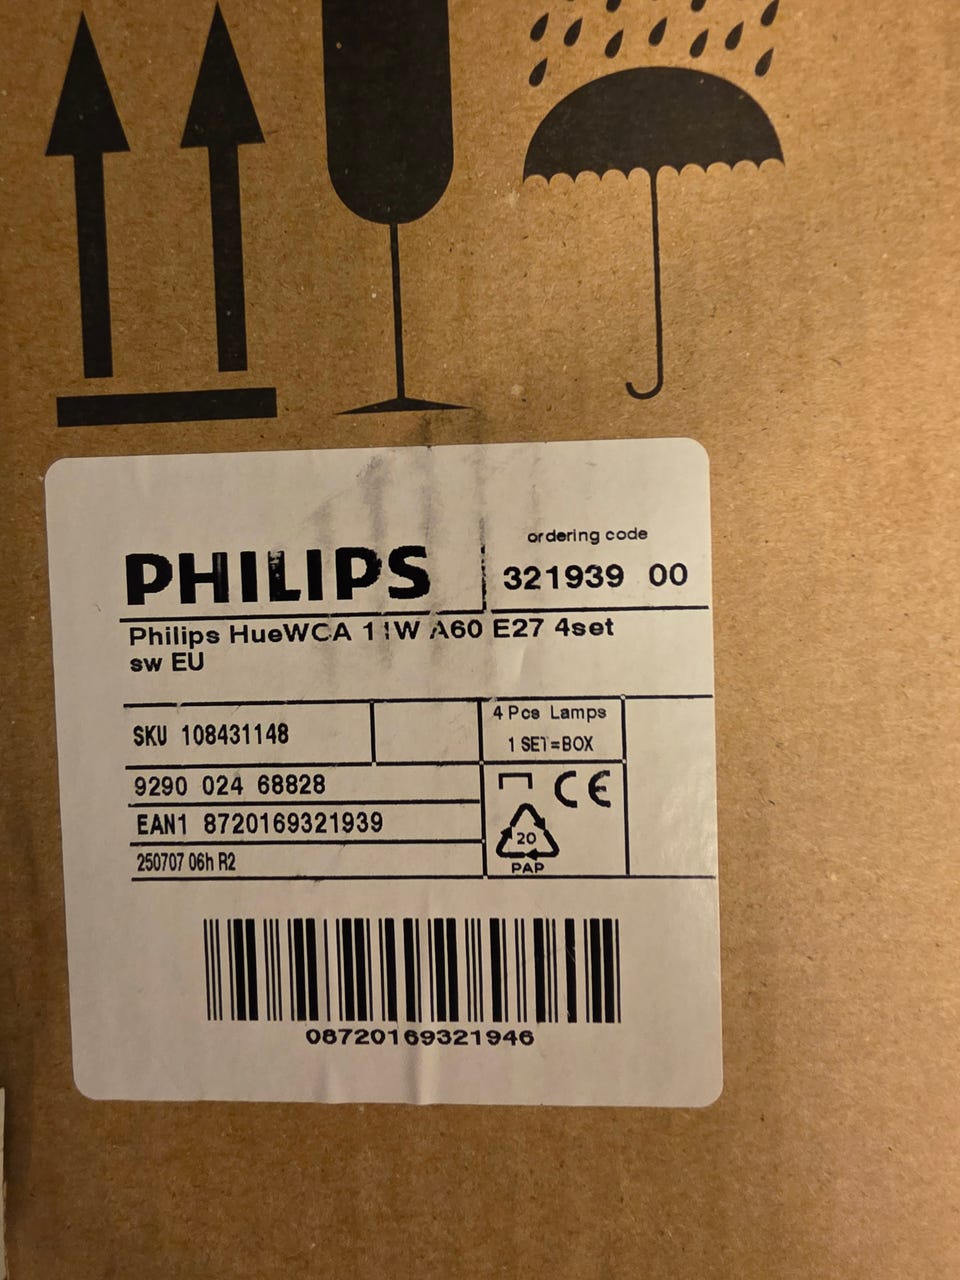 ordering code
PHILIPS
321939 00
Philips HueWCA 11W A60 E27 4set
sw EU
SKU 108431148
4 Pcs Lamps
1 SET=BOX
9290 024 68828
CE
EAN1 8720169321939
20
PAP
250707 06h R2
08720169321946